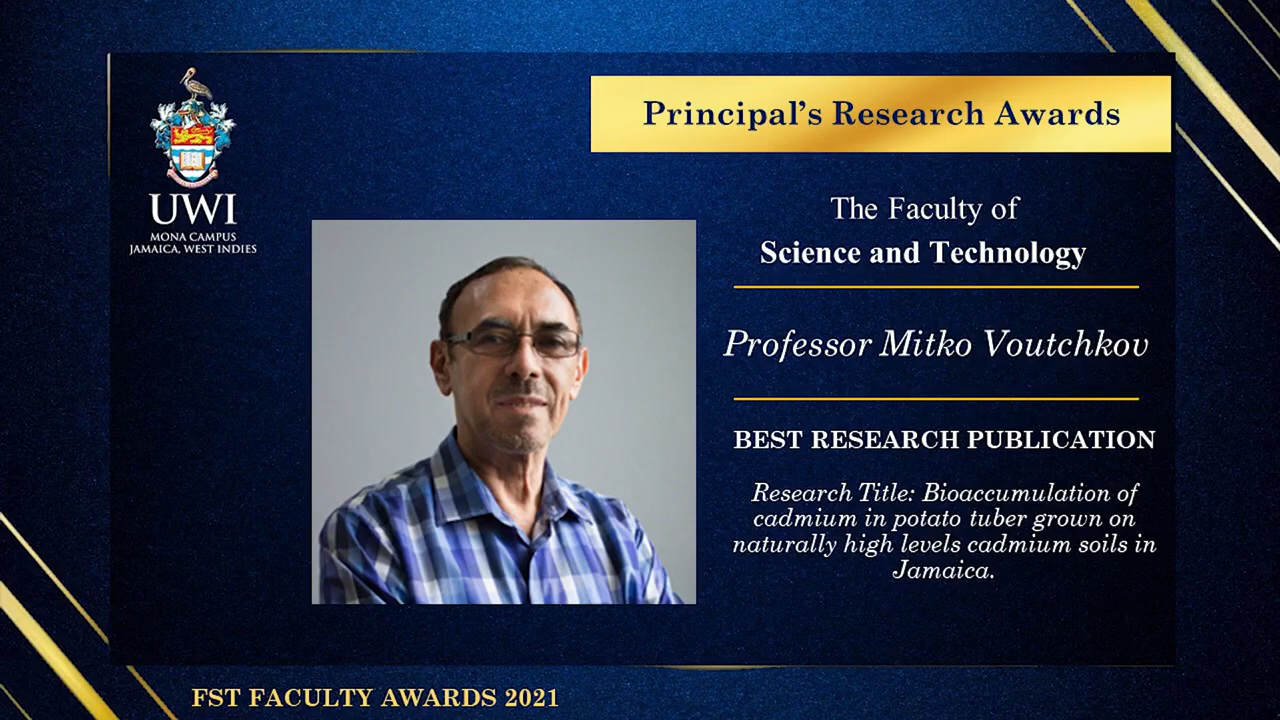 UWI
MONA CAMPUS
JAMAICA, WEST INDIES
Principal's Research Awards
The Faculty of
Science and Technology
Professor Mitko Voutchkov
BEST RESEARCH PUBLICATION
Research Title: Bioaccumulation of
cadmium in potato tuber grown on
naturally high levels cadmium soils in
Jamaica.
FST FACULTY AWARDS 2021